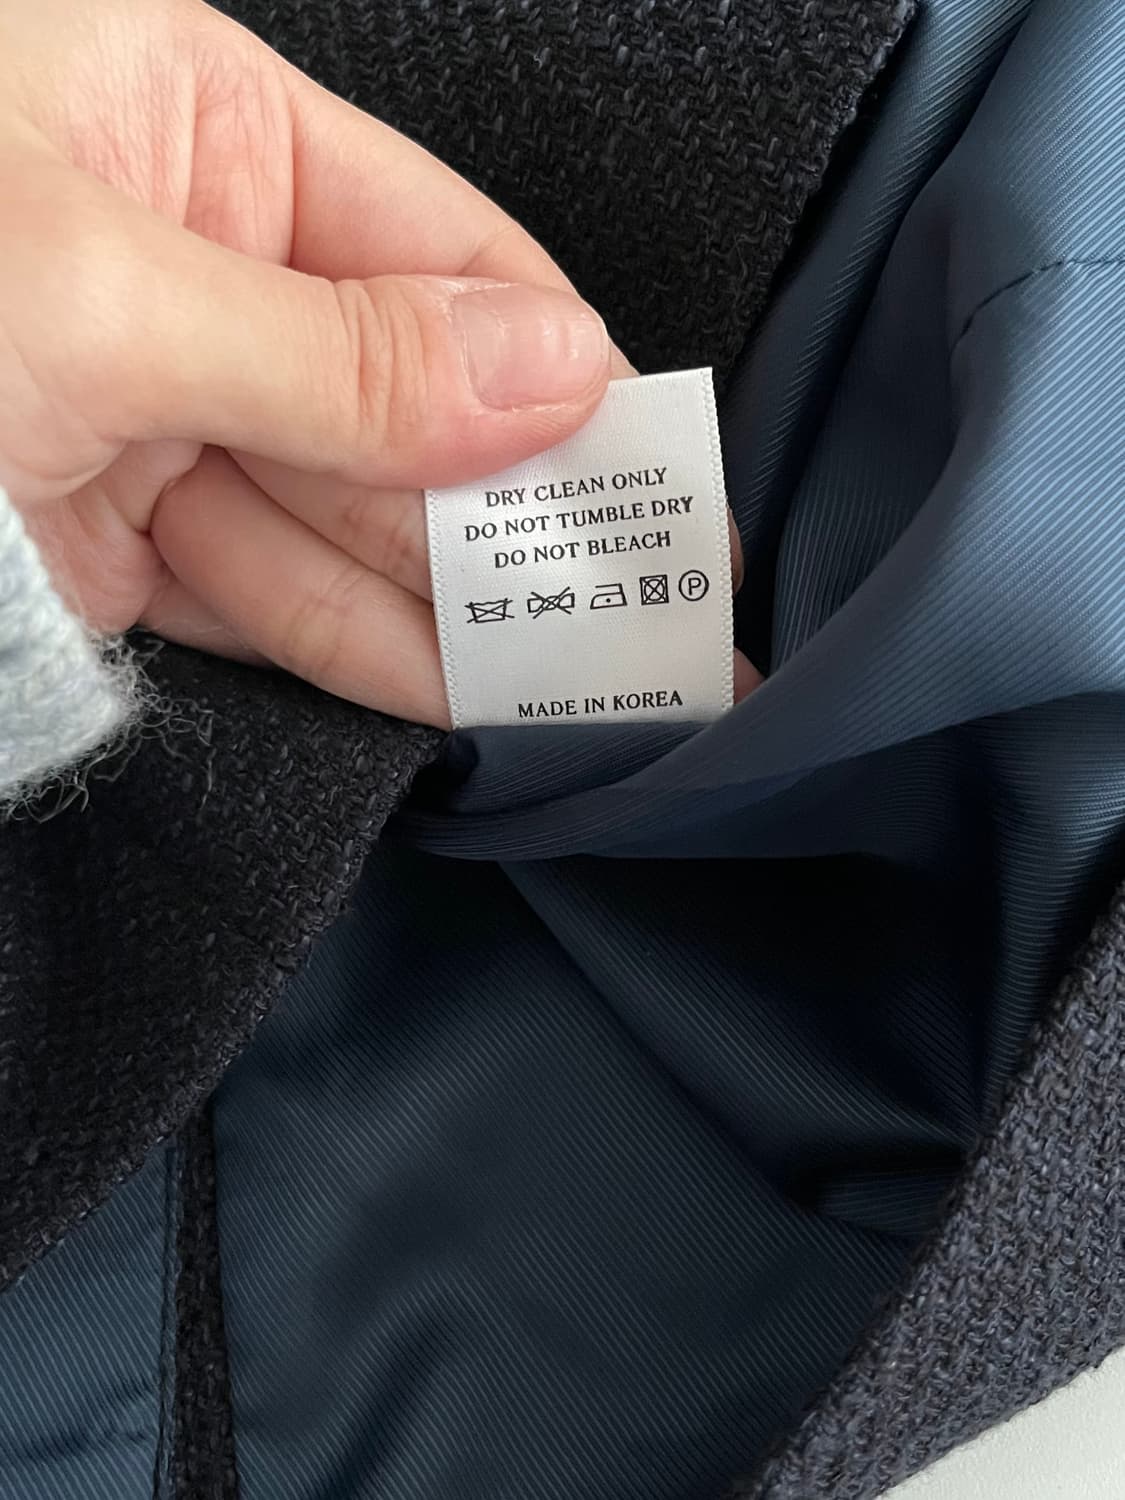 DRY CLEAN ONLY
DO NOT TUMBLE DRY
DO NOT BLEACH
P
MADE IN KOREA